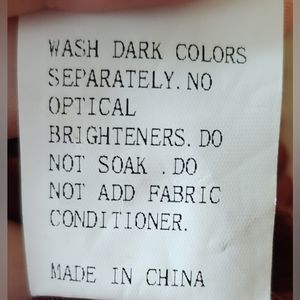 WASH DARK COLORS
SEPARATELY.NO
OPTICAL
BRIGHTENERS.DO
NOT SOAK .DO
NOT ADD FABRIC
CONDITIONER.
MADE IN CHINA